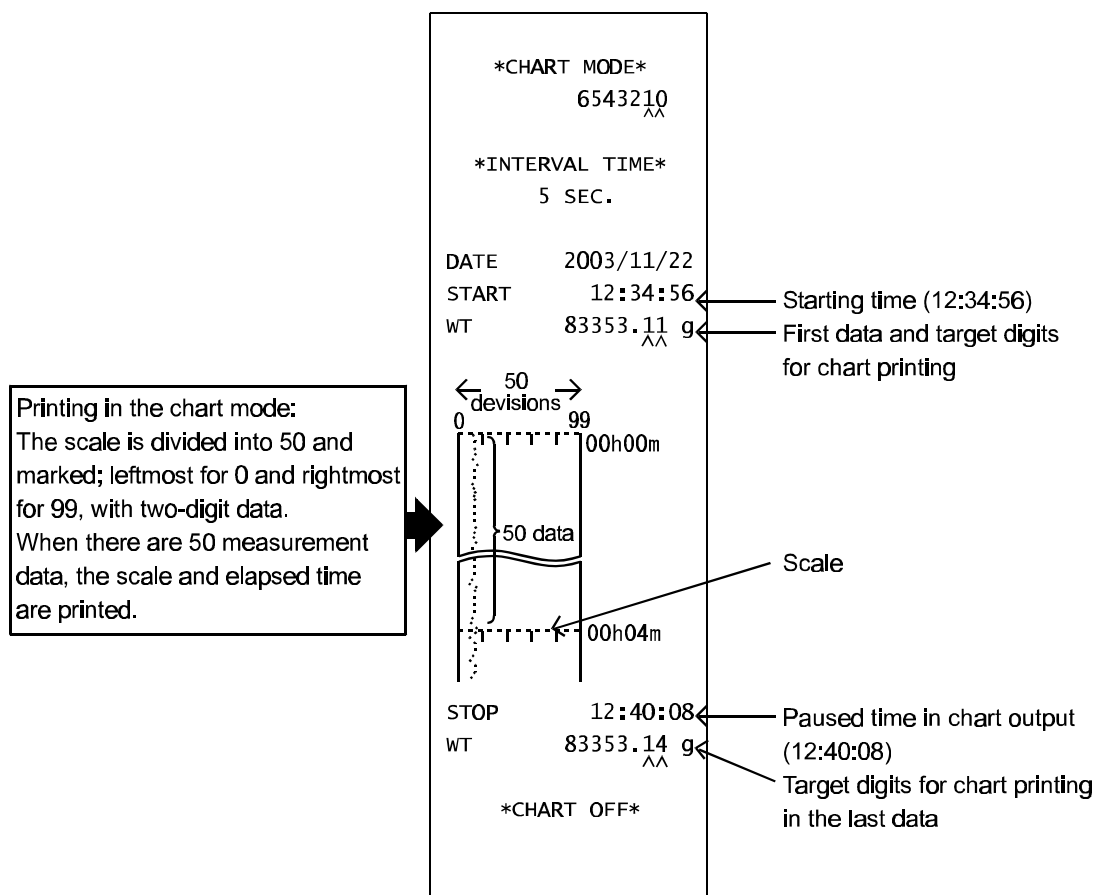 *CHART MODE*
6543210
^^
*INTERVAL TIME*
5 SEC.
DATE 2003/11/22
START 12:34:56
WT 83353.11 g
^^
Starting time (12:34:56)
First data and target digits
for chart printing
50
devisions
0 99
00h00m
50 data
00h04m
Scale
Printing in the chart mode:
The scale is divided into 50 and
marked; leftmost for 0 and rightmost
for 99, with two-digit data.
When there are 50 measurement
data, the scale and elapsed time
are printed.
STOP 12:40:08
WT 83353.14 g
^^
Paused time in chart output
(12:40:08)
Target digits for chart printing
in the last data
*CHART OFF*